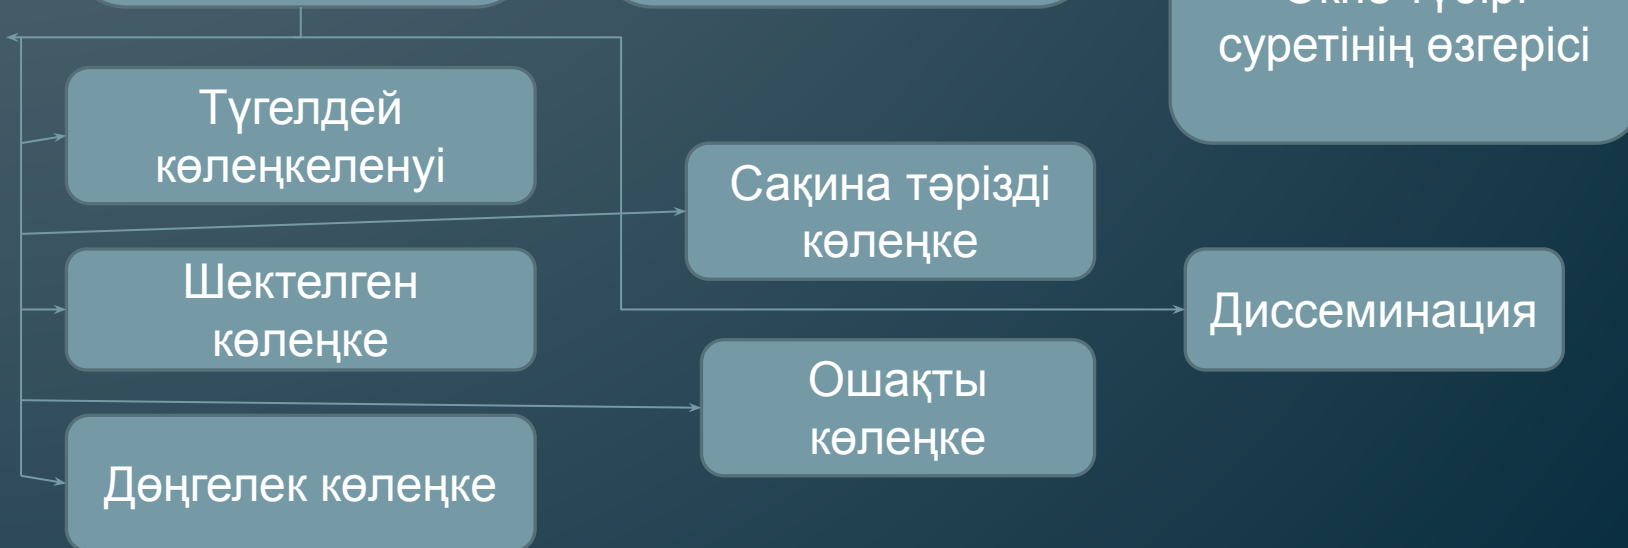 суретінің өзгерісі
Түгелдей
көлеңкеленуі
Сақина тәрізді
көлеңке
Шектелген
көлеңке
Диссеминация
Ошақты
көлеңке
Дөңгелек көлеңке